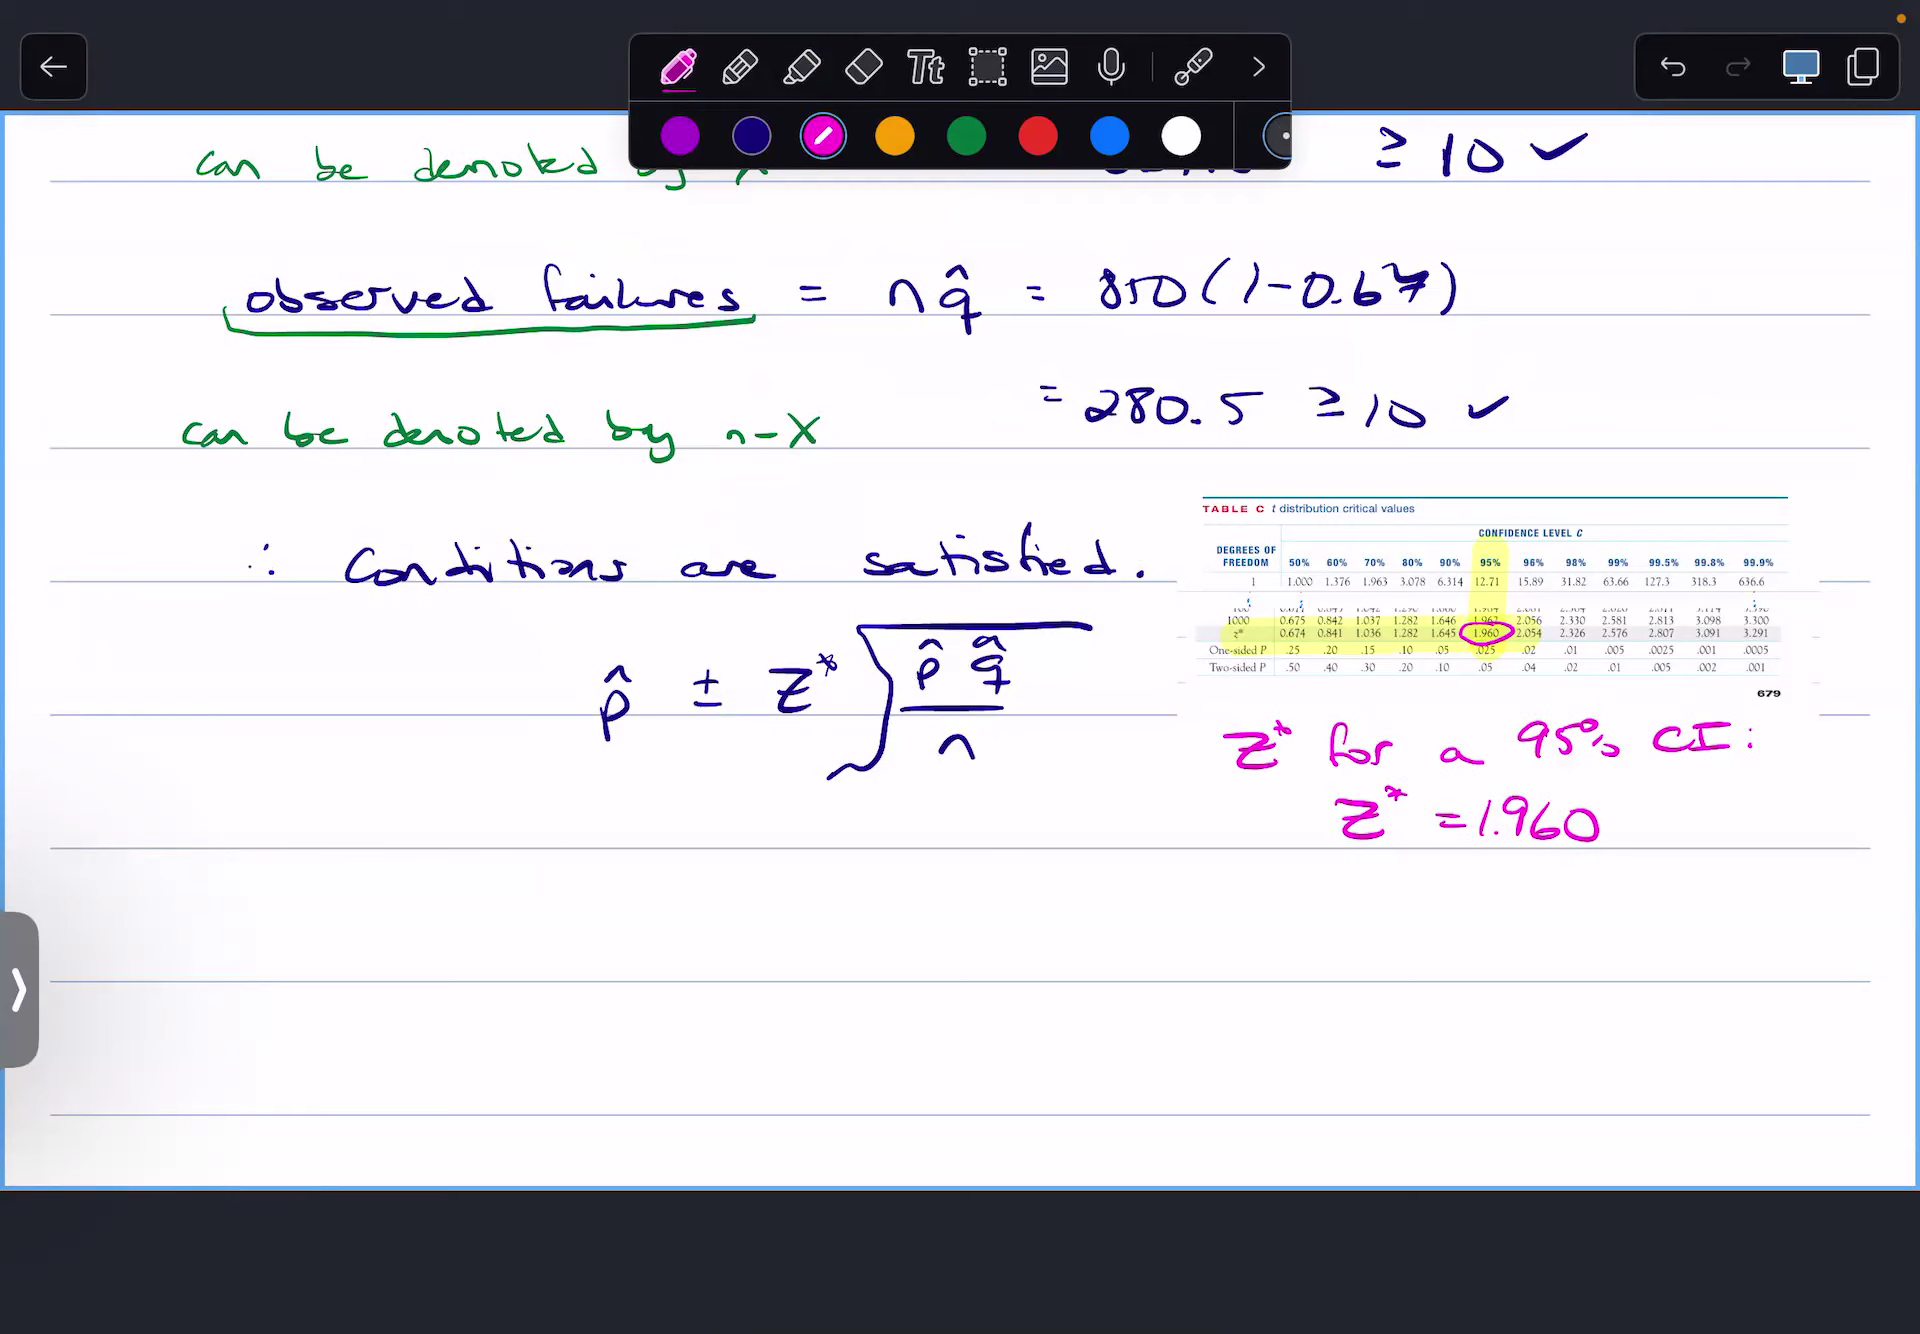 Tt
can be denoted by X ≥ 10 ✓
observed failures = n q̂ = 850 (1-0.67)
= 280.5 ≥ 10 ✓
can be denoted by n-X
∴ Conditions are satisfied.
p̂ ± z* √(p̂ q̂ / n)
TABLE C t distribution critical values
CONFIDENCE LEVEL C
DEGREES OF FREEDOM 50% 60% 70% 80% 90% 95% 96% 98% 99% 99.5% 99.8% 99.9%
1 1.000 1.376 1.963 3.078 6.314 12.71 15.89 31.82 63.66 127.3 318.3 636.6
1000 0.675 0.842 1.037 1.282 1.646 1.962 2.056 2.330 2.581 2.813 3.098 3.300
z* 0.674 0.841 1.036 1.282 1.645 1.960 2.054 2.326 2.576 2.807 3.091 3.291
One-sided P .25 .20 .15 .10 .05 .025 .02 .01 .005 .0025 .001 .0005
Two-sided P .50 .40 .30 .20 .10 .05 .04 .02 .01 .005 .002 .001
679
z* for a 95% CI:
z* = 1.960